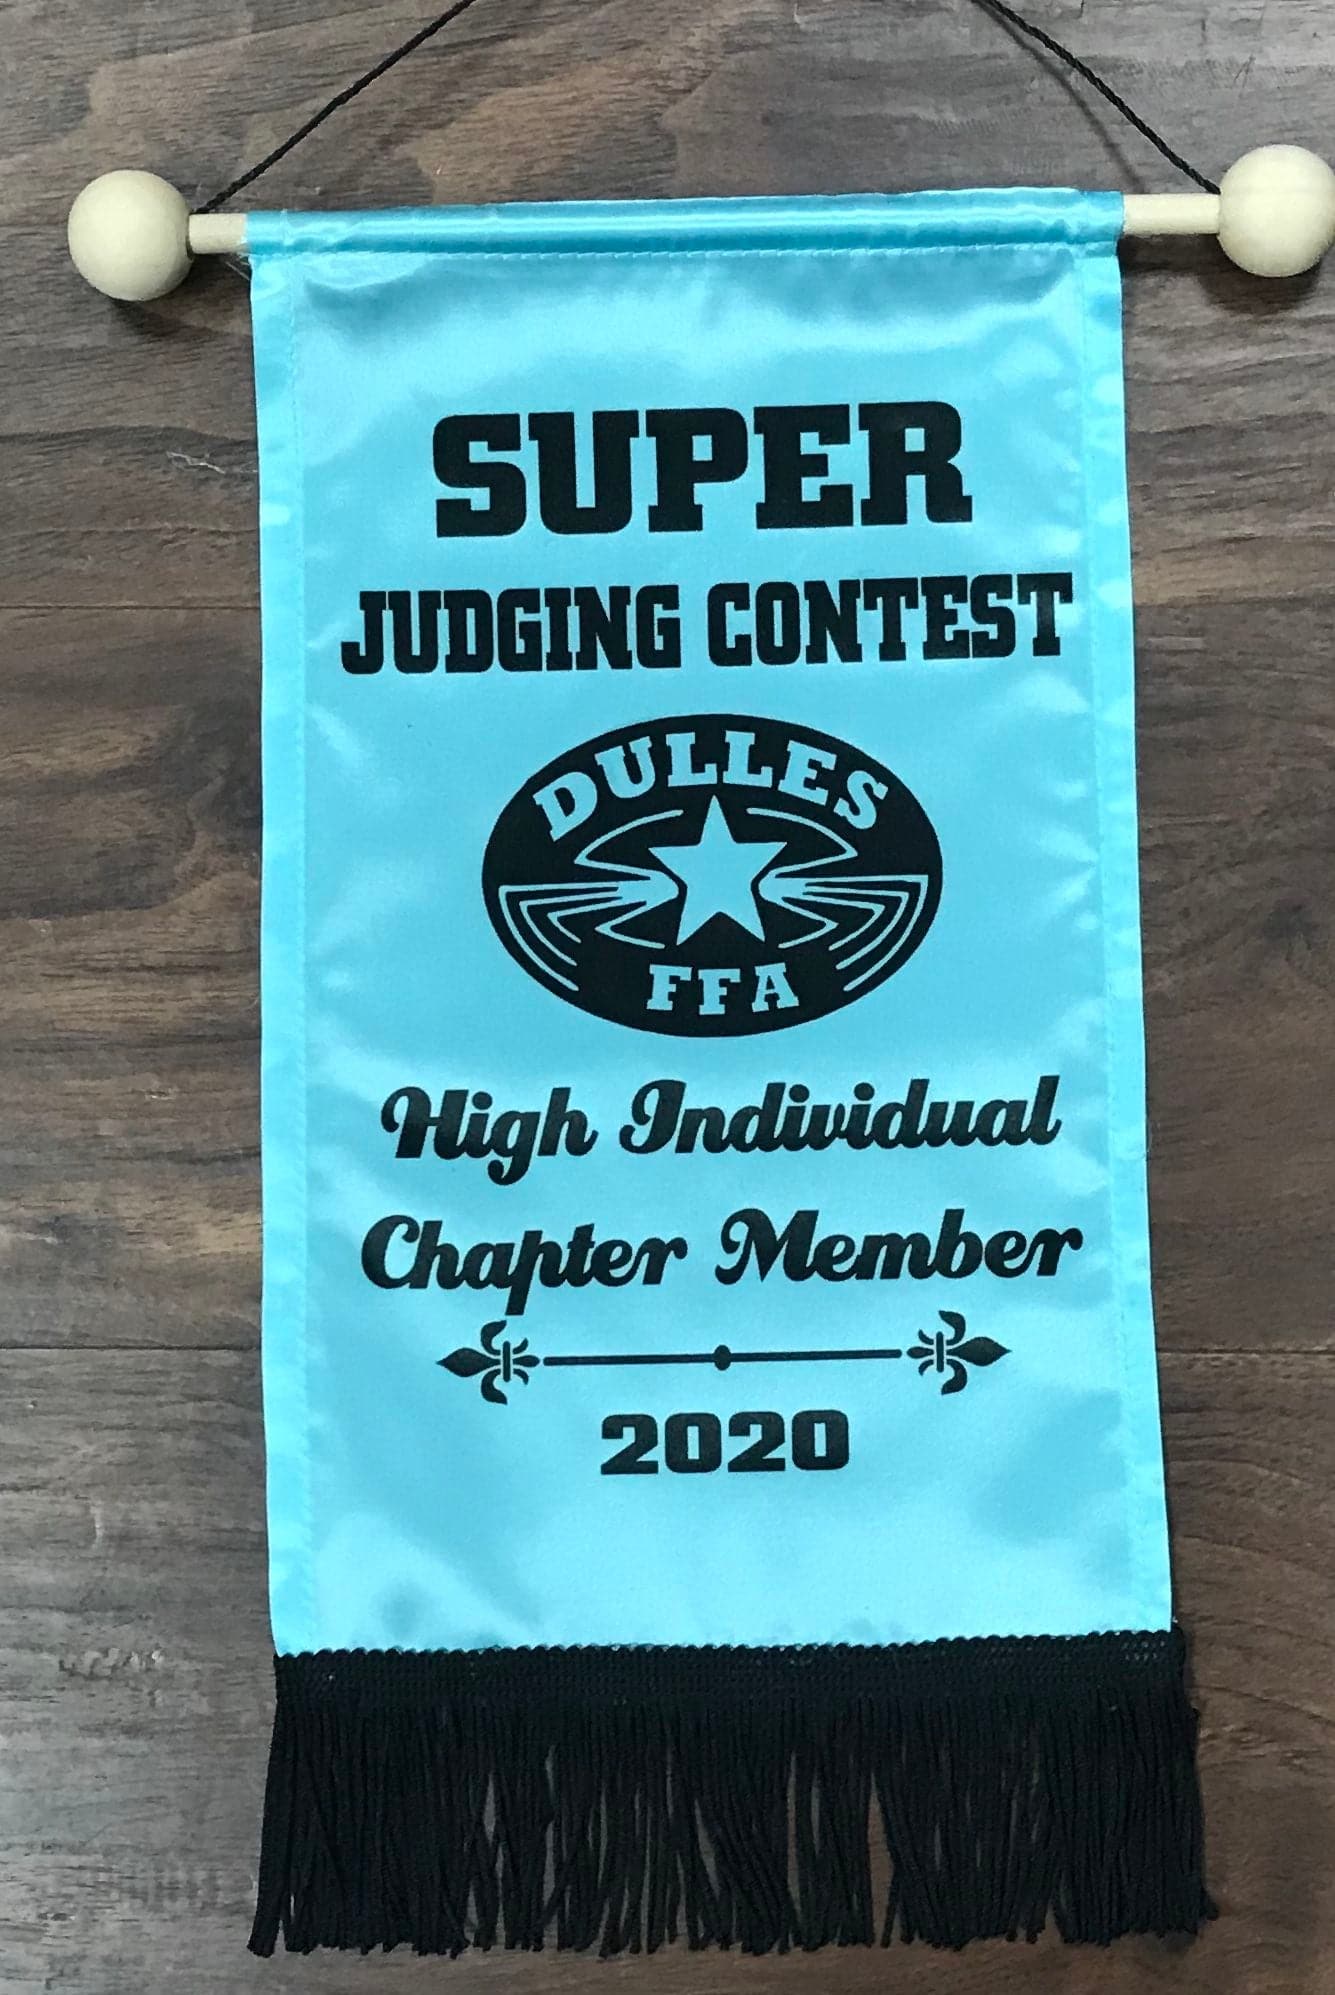 SUPER
JUDGING CONTEST
DULLES
FFA
High Individual
Chapter Member
2020